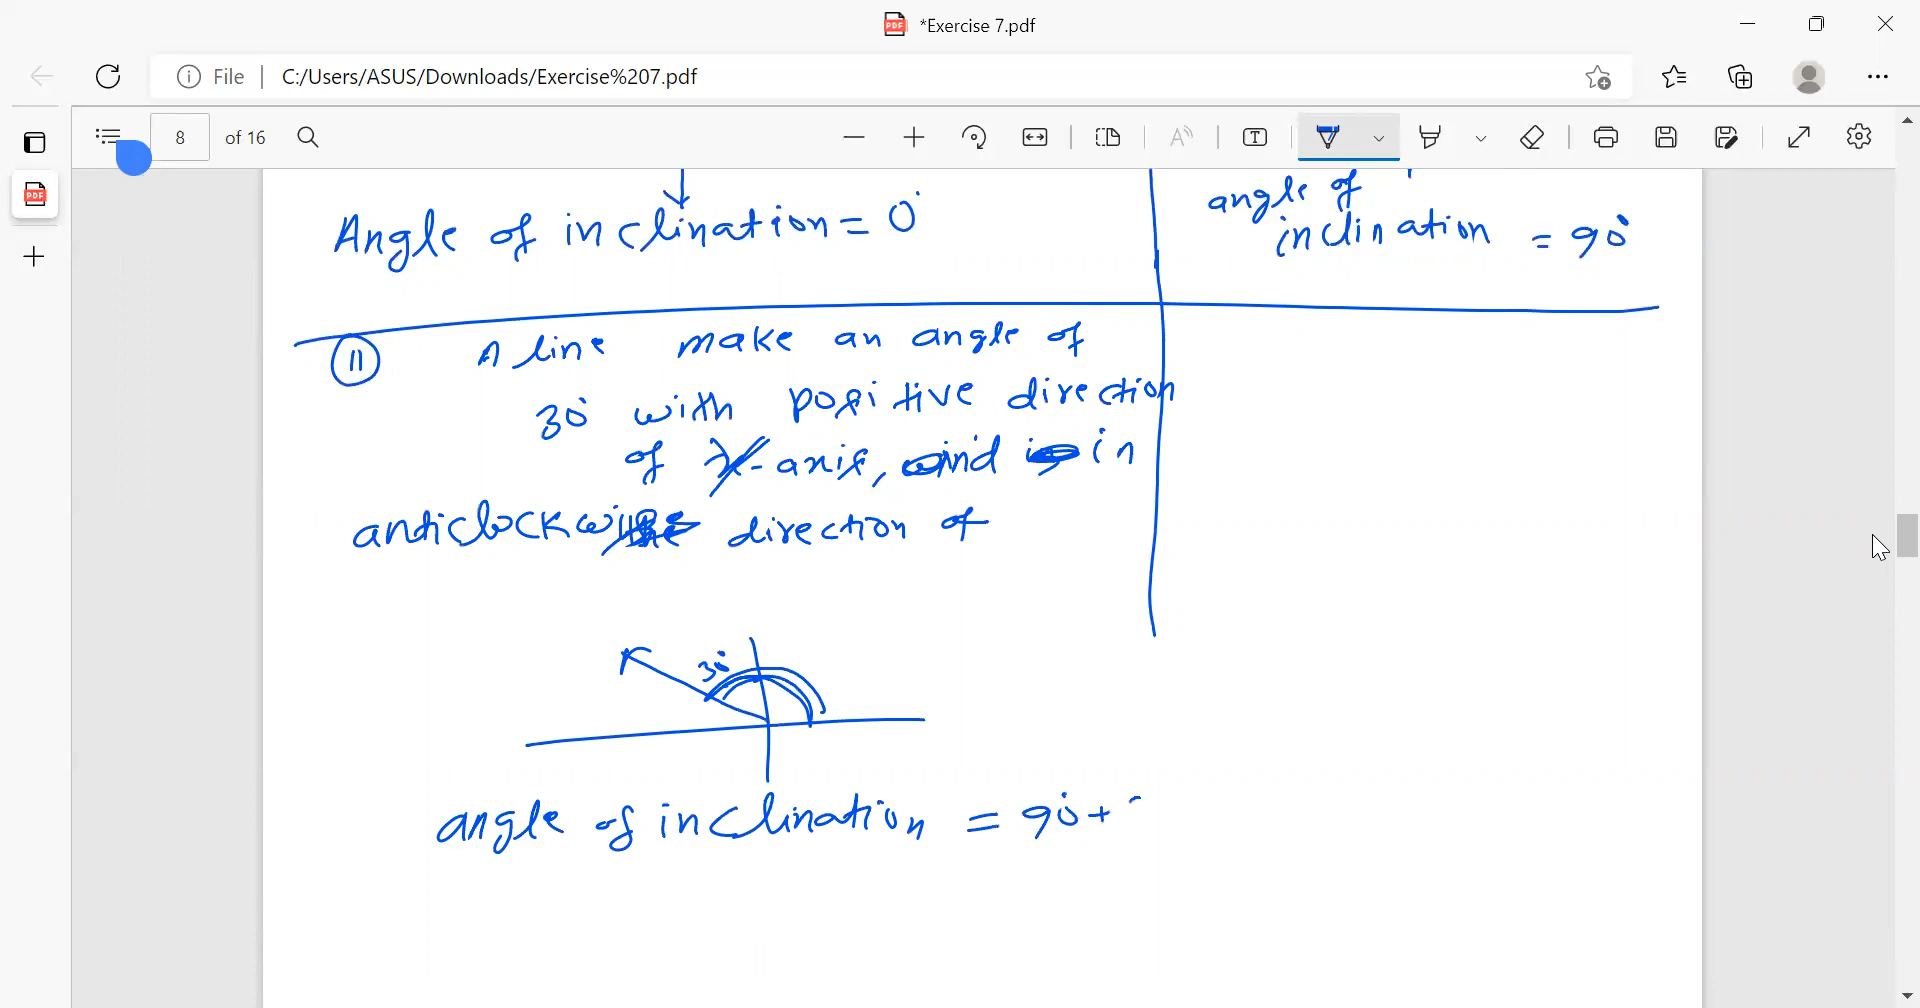 *Exercise 7.pdf
File C:/Users/ASUS/Downloads/Exercise%207.pdf
8 of 16
Angle of inclination = 0°
angle of
inclination = 90°
11 A line make an angle of
30° with positive direction
of -axis, and in
anticlockwise direction of
30°
angle of inclination = 90°+